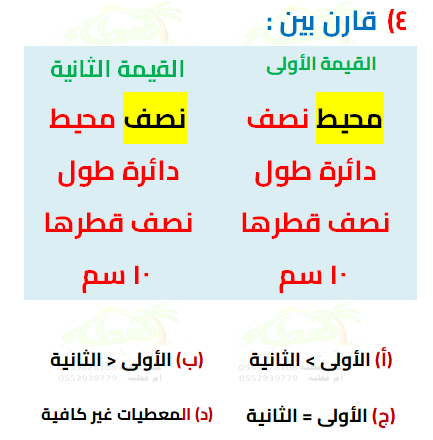 ٤) قارن بين :
القيمة الأولى
محيط نصف
دائرة طول
نصف قطرها
١٠ سم
القيمة الثانية
نصف محيط
دائرة طول
نصف قطرها
١٠ سم
(أ) الأولى > الثانية
(ب) الأولى < الثانية
(ج) الأولى = الثانية
(د) المعطيات غير كافية
0552939779